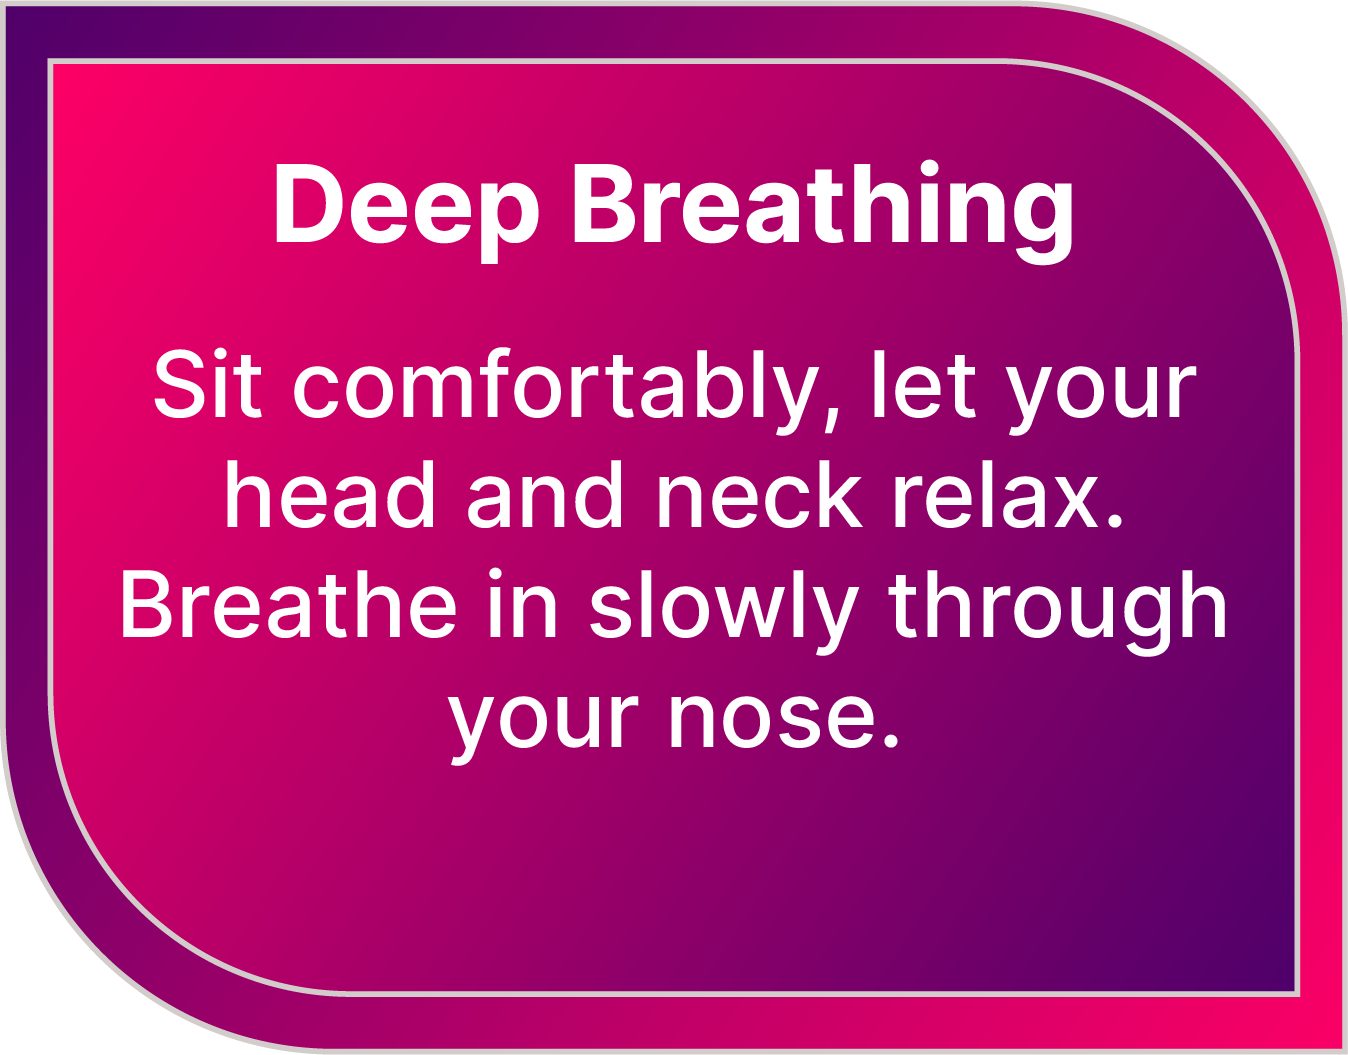 Deep Breathing
Sit comfortably, let your
head and neck relax.
Breathe in slowly through
your nose.